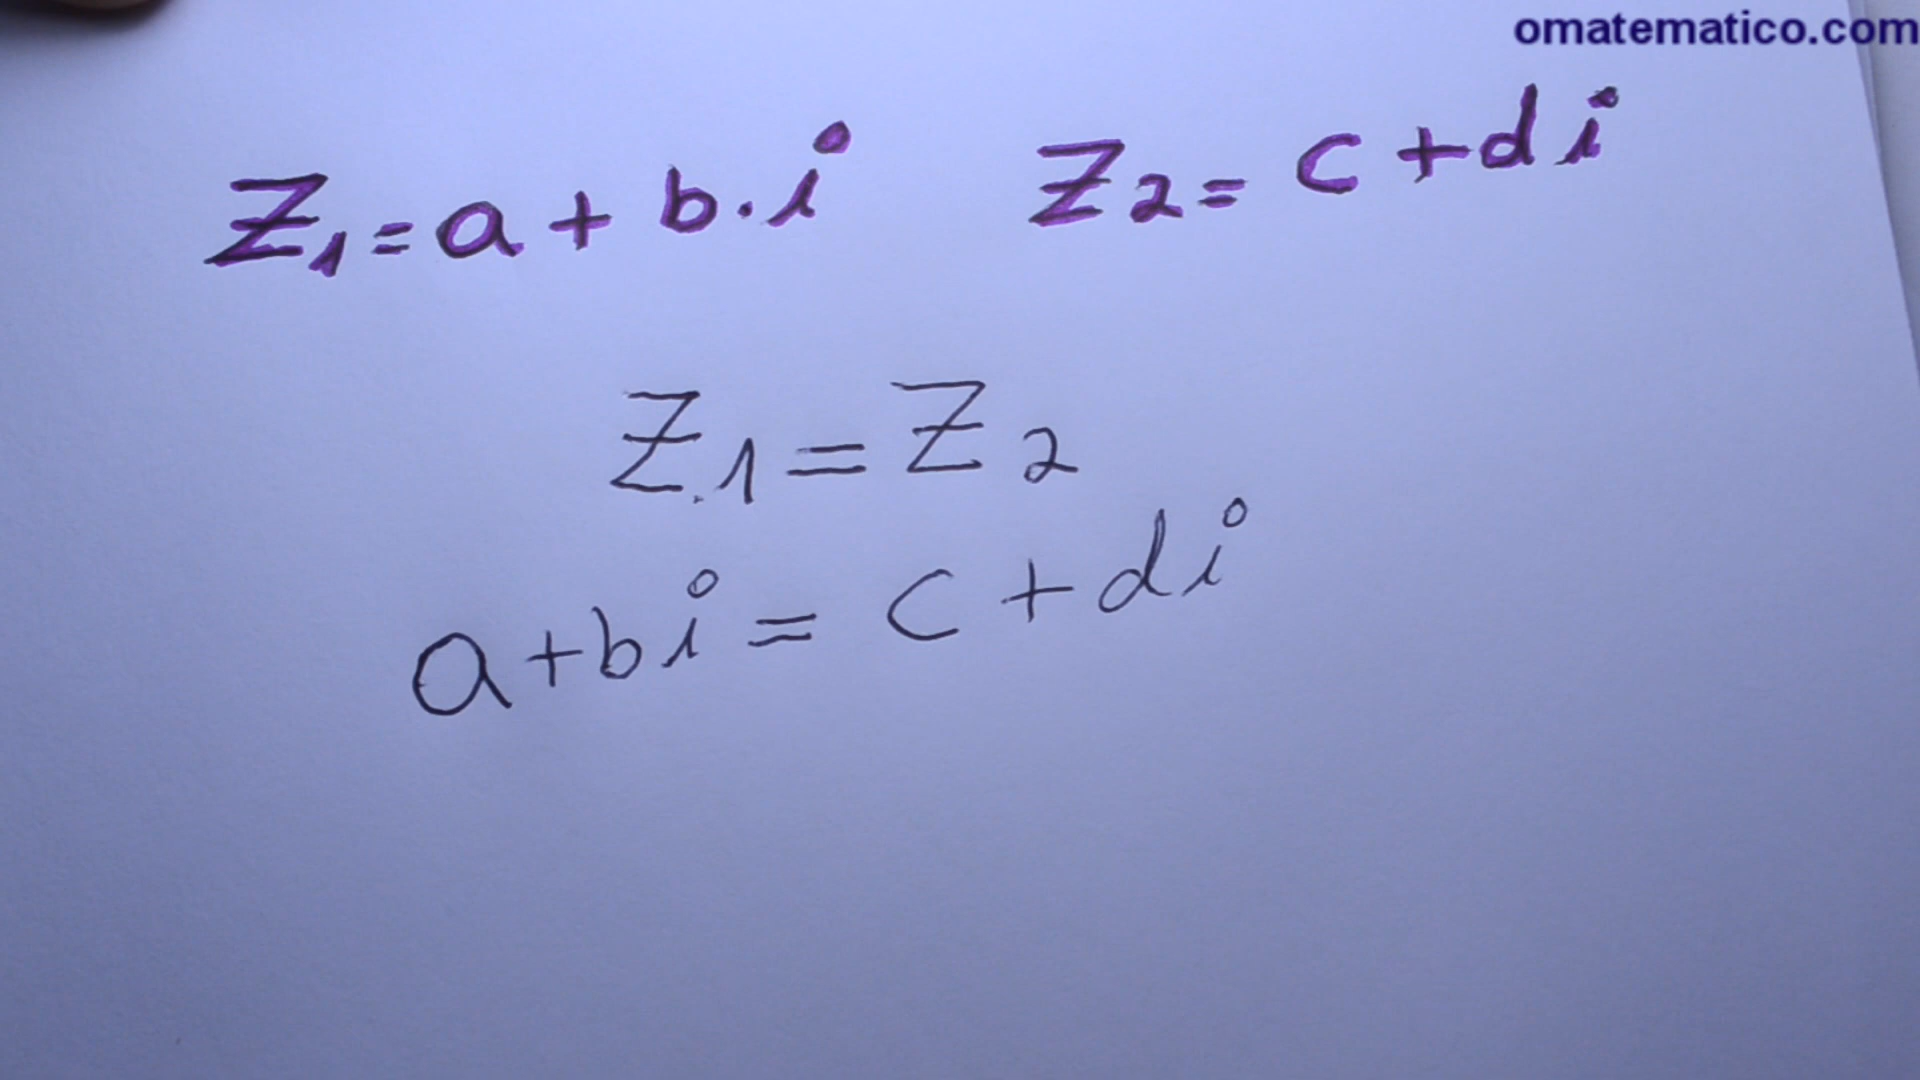 omatematico.com
Z₁=a+b.i Z₂=c+di
Z₁=Z₂
a+bi=c+di